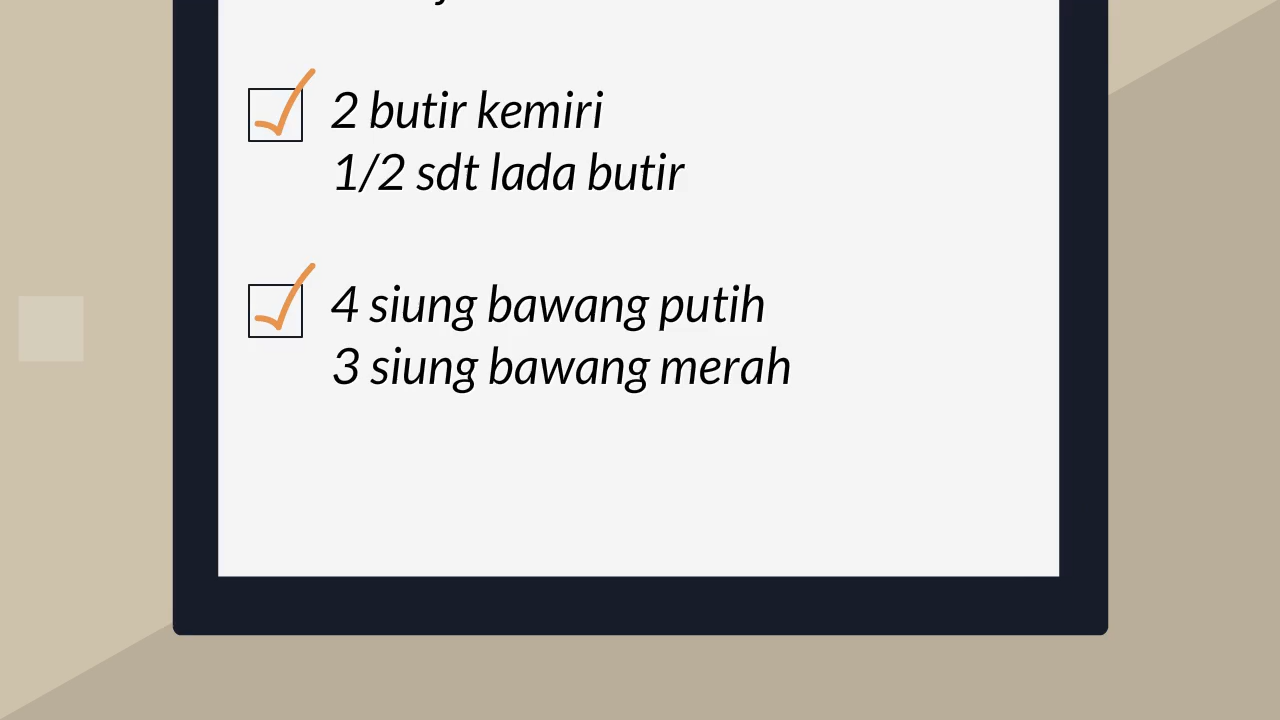 2 butir kemiri
1/2 sdt lada butir
4 siung bawang putih
3 siung bawang merah